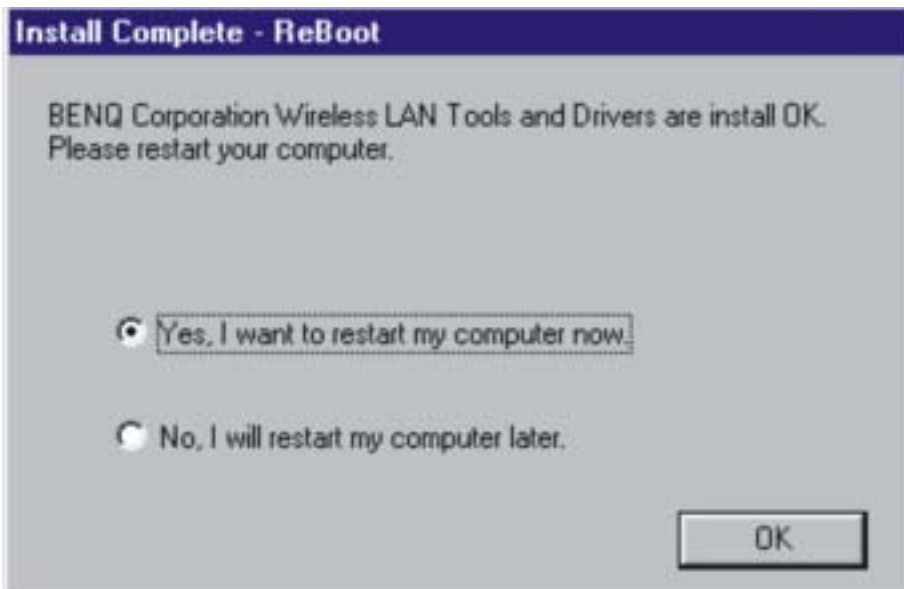 Install Complete - ReBoot
BENQ Corporation Wireless LAN Tools and Drivers are install OK.
Please restart your computer.
Yes, I want to restart my computer now.
No, I will restart my computer later.
OK